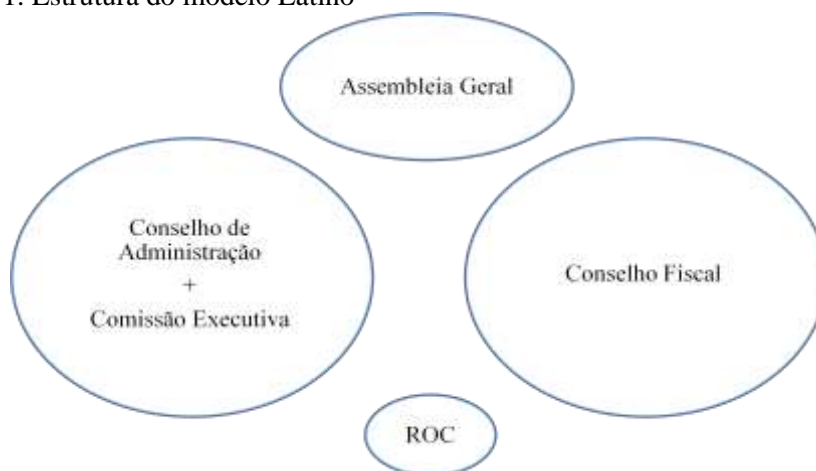 1. Estrutura do modelo Latino
Assembleia Geral
Conselho de
Administração
+
Comissão Executiva
Conselho Fiscal
ROC